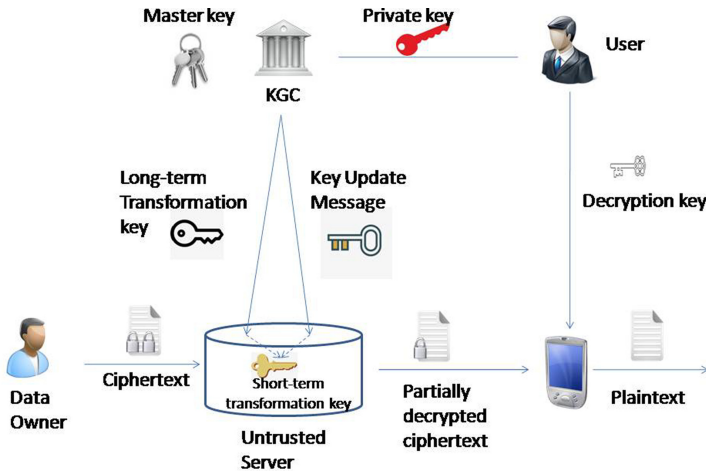 Master key
Private key
User
KGC
Long-term
Transformation
key
Key Update
Message
Decryption key
Ciphertext
Short-term
transformation key
Partially
decrypted
ciphertext
Plaintext
Data
Owner
Untrusted
Server